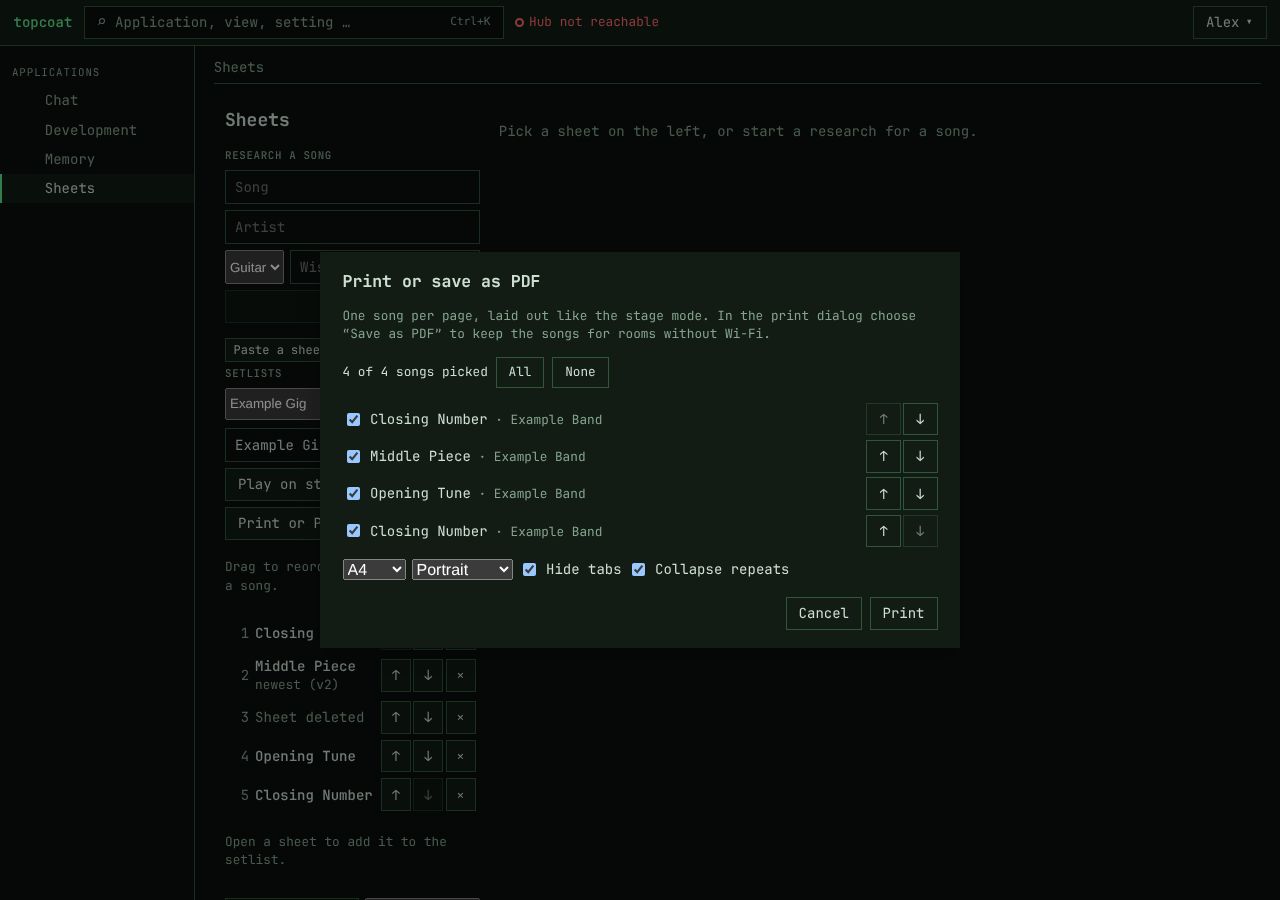 topcoat
Application, view, setting …
Ctrl+K
Hub not reachable
Alex ▾
APPLICATIONS
Chat
Development
Memory
Sheets
Sheets
Sheets
Pick a sheet on the left, or start a research for a song.
RESEARCH A SONG
Song
Artist
Guitar
Print or save as PDF
One song per page, laid out like the stage mode. In the print dialog choose
“Save as PDF” to keep the songs for rooms without Wi-Fi.
4 of 4 songs picked
All
None
Closing Number · Example Band
↑ ↓
Middle Piece · Example Band
↑ ↓
Opening Tune · Example Band
↑ ↓
Closing Number · Example Band
↑ ↓
A4
Portrait
Hide tabs
Collapse repeats
Cancel
Print
Paste a shee
SETLISTS
Example Gig
Example Gi
Play on st
Print or P
Drag to reord
a song.
1 Closing
2 Middle Piece
newest (v2)
↑ ↓ ×
3 Sheet deleted
↑ ↓ ×
4 Opening Tune
↑ ↓ ×
5 Closing Number
↑ ↓ ×
Open a sheet to add it to the
setlist.